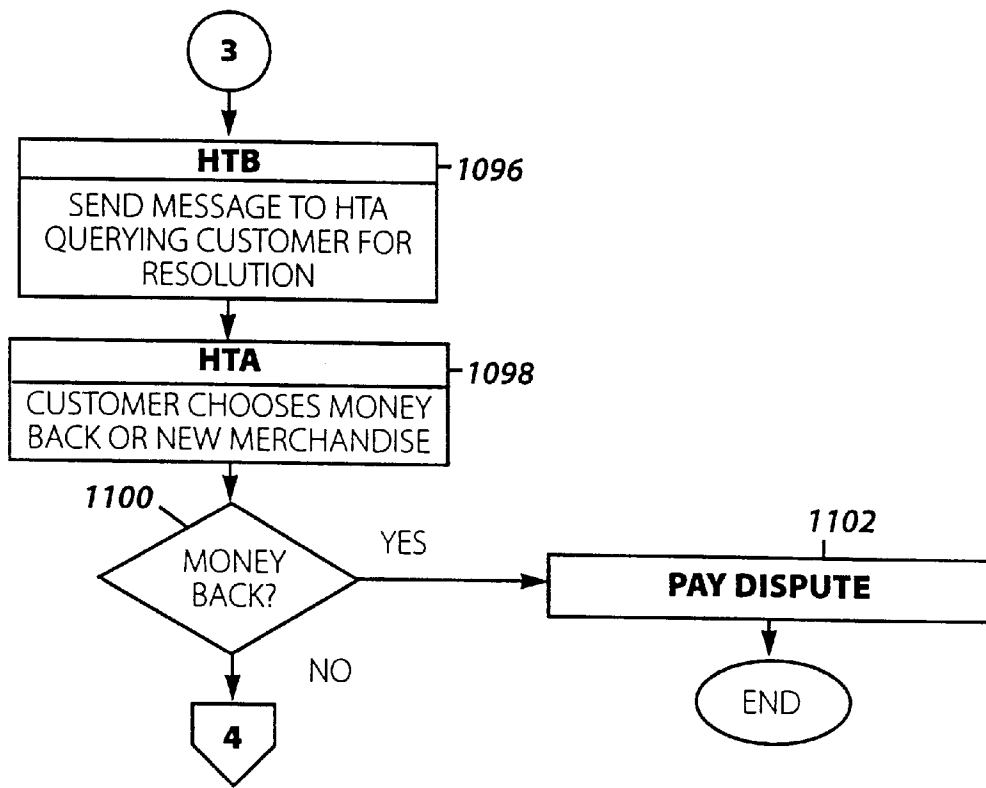 3
HTB
1096
SEND MESSAGE TO HTA
QUERYING CUSTOMER FOR
RESOLUTION
HTA
1098
CUSTOMER CHOOSES MONEY
BACK OR NEW MERCHANDISE
1100
MONEY
BACK?
YES
1102
PAY DISPUTE
NO
END
4